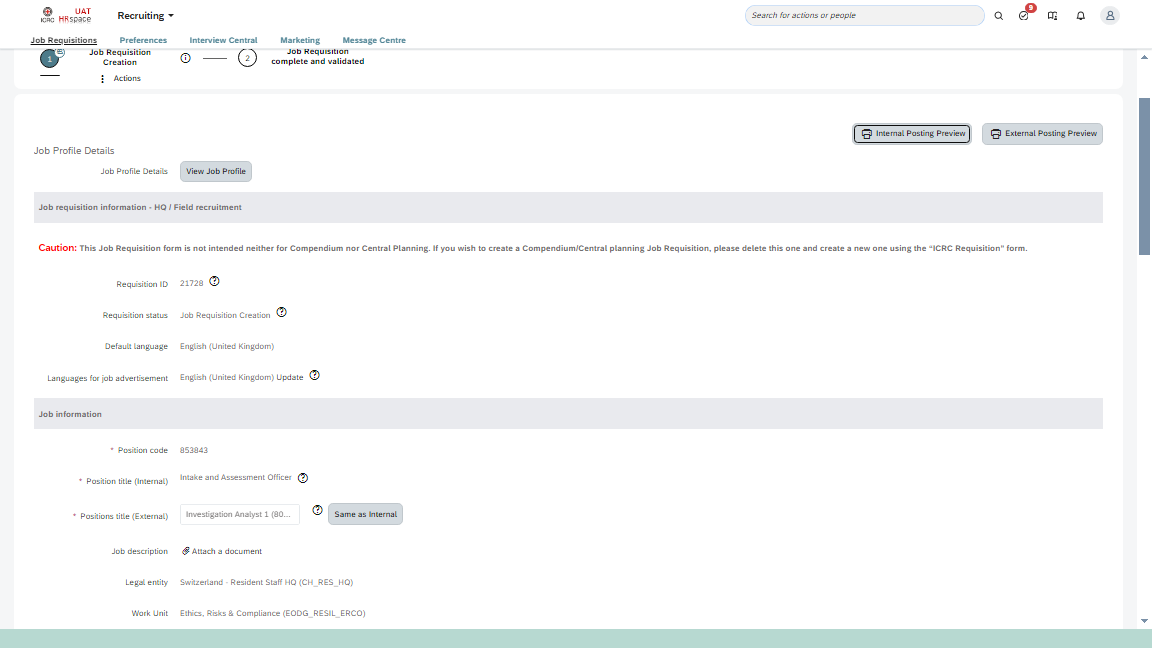 ICRC
UAT
HRspace
Recruiting
Search for actions or people
9
Job Requisitions
Preferences
Interview Central
Marketing
Message Centre
1
Job Requisition
Creation
2
Job Requisition
complete and validated
Actions
Internal Posting Preview
External Posting Preview
Job Profile Details
Job Profile Details
View Job Profile
Job requisition information - HQ / Field recruitment
Caution: This Job Requisition form is not intended neither for Compendium nor Central Planning. If you wish to create a Compendium/Central planning Job Requisition, please delete this one and create a new one using the “ICRC Requisition” form.
Requisition ID 21728
Requisition status Job Requisition Creation
Default language English (United Kingdom)
Languages for job advertisement English (United Kingdom) Update
Job information
* Position code 853843
* Position title (Internal) Intake and Assessment Officer
* Positions title (External) Investigation Analyst 1 (80... Same as Internal
Job description Attach a document
Legal entity Switzerland - Resident Staff HQ (CH_RES_HQ)
Work Unit Ethics, Risks & Compliance (EODG_RESIL_ERCO)